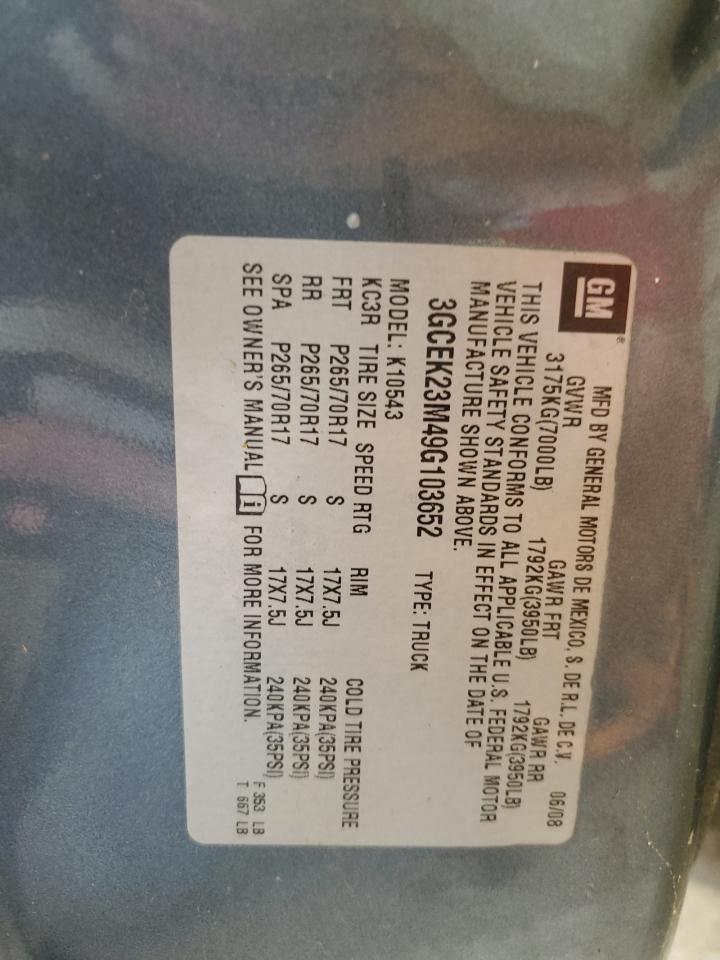 GM®
MFD BY GENERAL MOTORS DE MEXICO, S. DE R.L. DE C.V. 06/08
GVWR GAWR FRT GAWR RR
3175KG(7000LB) 1792KG(3950LB) 1792KG(3950LB)
THIS VEHICLE CONFORMS TO ALL APPLICABLE U.S. FEDERAL MOTOR
VEHICLE SAFETY STANDARDS IN EFFECT ON THE DATE OF
MANUFACTURE SHOWN ABOVE.
3GCEK23M49G103652 TYPE: TRUCK
MODEL: K10543
KC3R TIRE SIZE SPEED RTG RIM COLD TIRE PRESSURE
FRT P265/70R17 S 17X7.5J 240KPA(35PSI)
RR P265/70R17 S 17X7.5J 240KPA(35PSI)
SPA P265/70R17 S 17X7.5J 240KPA(35PSI)
SEE OWNER'S MANUAL i FOR MORE INFORMATION.
F 353 LB
T 667 LB